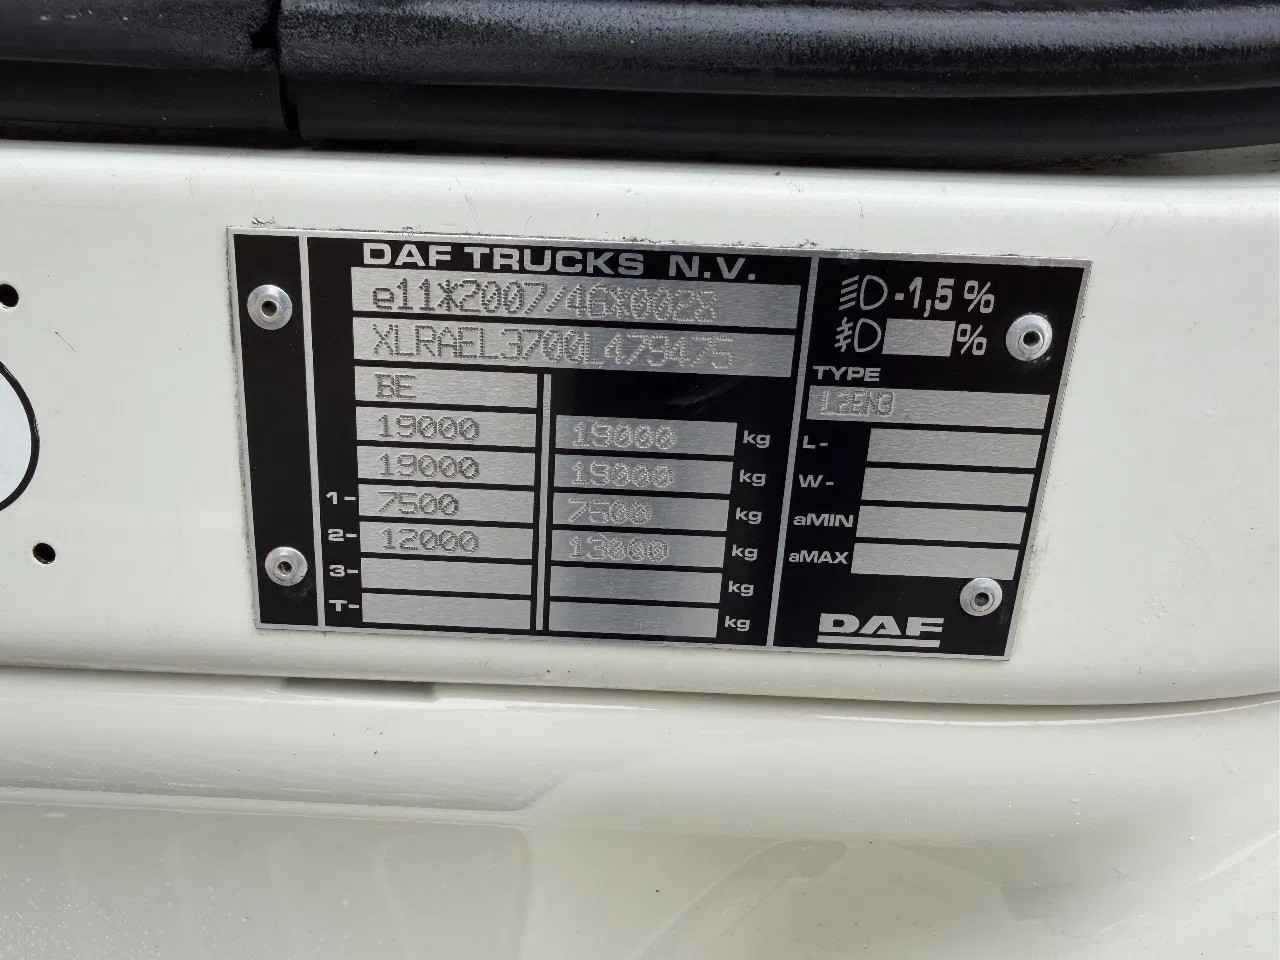 DAF TRUCKS N.V.
e11*2007/46*0028
XLRAEL3700L479475
BE
19000 19000 kg
19000 19000 kg
1- 7500 7500 kg
2- 12000 13000 kg
3- kg
T- kg
-1,5%
%
TYPE
L-
W-
aMIN
aMAX
DAF